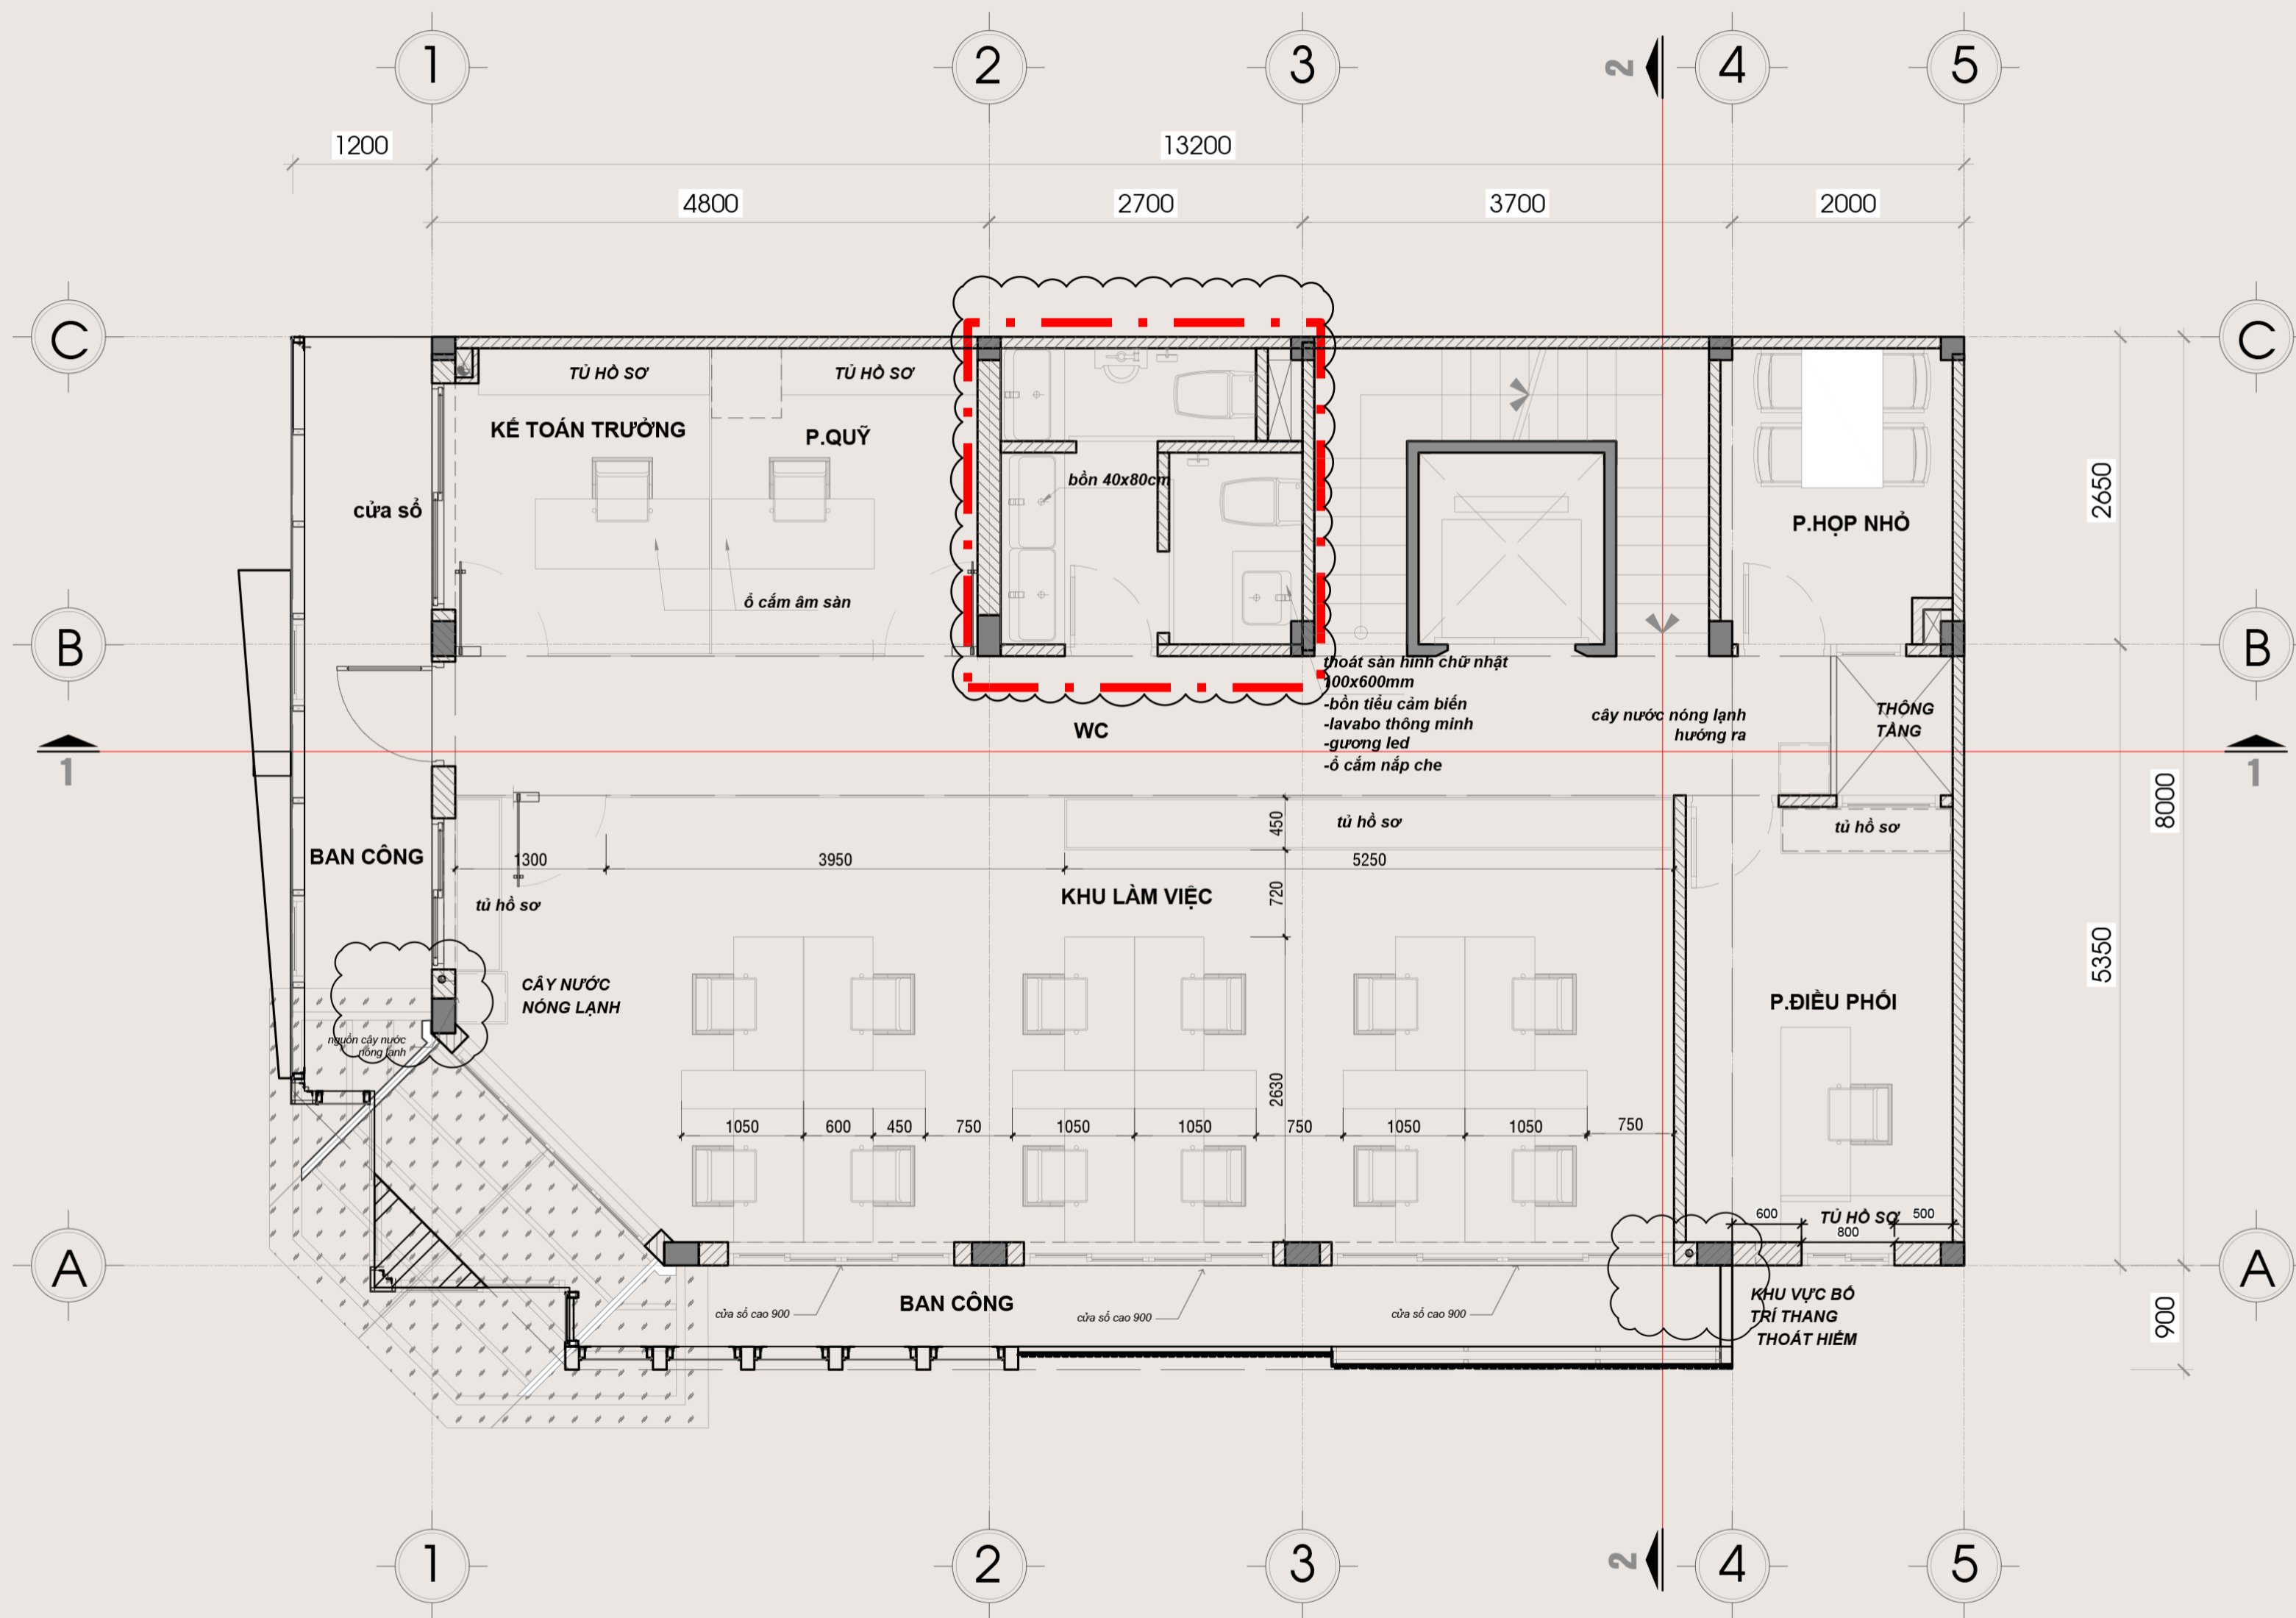 1
2
3
2
4
5
1200
13200
4800
2700
3700
2000
C
C
TỦ HỒ SƠ
TỦ HỒ SƠ
KẾ TOÁN TRƯỞNG
P.QUỸ
bồn 40x80cm
cửa sổ
P.HỌP NHỎ
2650
ổ cắm âm sàn
B
B
thoát sàn hình chữ nhật
100x600mm
-bồn tiểu cảm biến
-lavabo thông minh
-gương led
-ổ cắm nắp che
WC
cây nước nóng lạnh
hướng ra
THÔNG
TẦNG
1
1
8000
tủ hồ sơ
tủ hồ sơ
450
BAN CÔNG
1300
3950
5250
KHU LÀM VIỆC
720
tủ hồ sơ
5350
CÂY NƯỚC
NÓNG LẠNH
P.ĐIỀU PHỐI
nguồn cây nước
nóng lạnh
2630
1050
600
450
750
1050
1050
750
1050
1050
750
600
TỦ HỒ SƠ
500
800
A
A
BAN CÔNG
cửa sổ cao 900
cửa sổ cao 900
cửa sổ cao 900
KHU VỰC BỐ
TRÍ THANG
THOÁT HIỂM
900
1
2
3
2
4
5